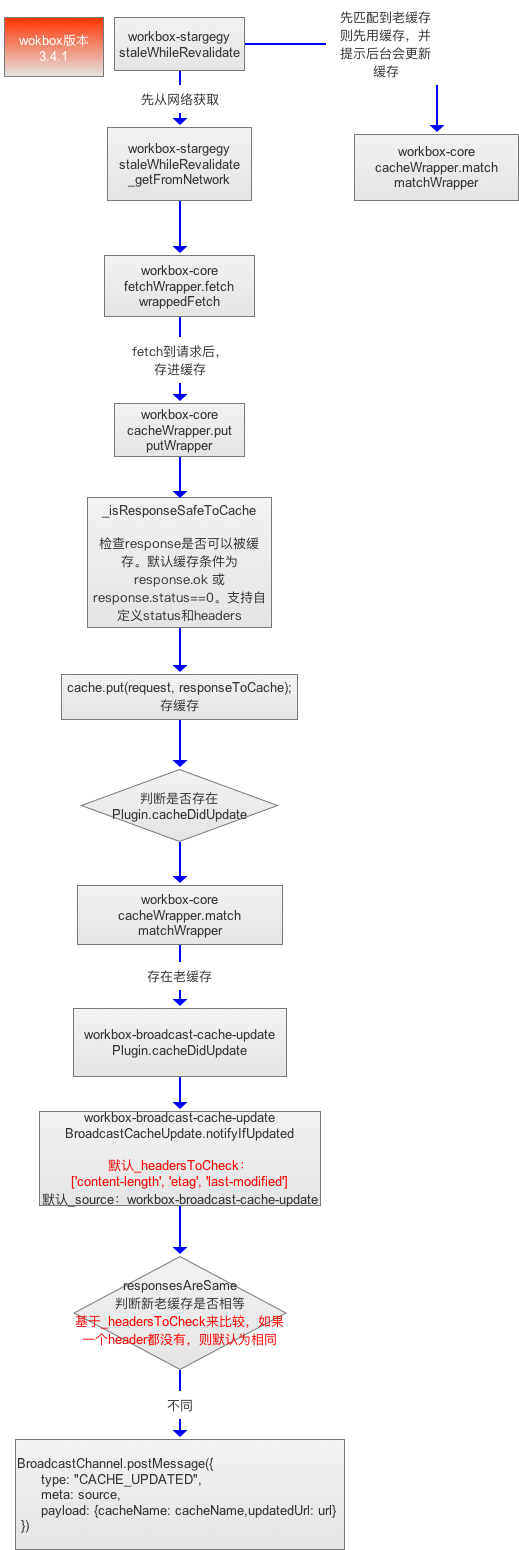 wokbox版本
3.4.1
workbox-stargegy
staleWhileRevalidate
先匹配到老缓存
则先用缓存，并
提示后台会更新
缓存
先从网络获取
workbox-stargegy
staleWhileRevalidate
_getFromNetwork
workbox-core
cacheWrapper.match
matchWrapper
workbox-core
fetchWrapper.fetch
wrappedFetch
fetch到请求后，
存进缓存
workbox-core
cacheWrapper.put
putWrapper
_isResponseSafeToCache
检查response是否可以被缓
存。默认缓存条件为
response.ok 或
response.status==0。支持自
定义status和headers
cache.put(request, responseToCache);
存缓存
判断是否存在
Plugin.cacheDidUpdate
workbox-core
cacheWrapper.match
matchWrapper
存在老缓存
workbox-broadcast-cache-update
Plugin.cacheDidUpdate
workbox-broadcast-cache-update
BroadcastCacheUpdate.notifyIfUpdated
默认_headersToCheck：
['content-length', 'etag', 'last-modified']
默认_source：workbox-broadcast-cache-update
responsesAreSame
判断新老缓存是否相等
基于_headersToCheck来比较，如果
一个header都没有，则默认为相同
不同
BroadcastChannel.postMessage({
type: "CACHE_UPDATED",
meta: source,
payload: {cacheName: cacheName,updatedUrl: url}
})